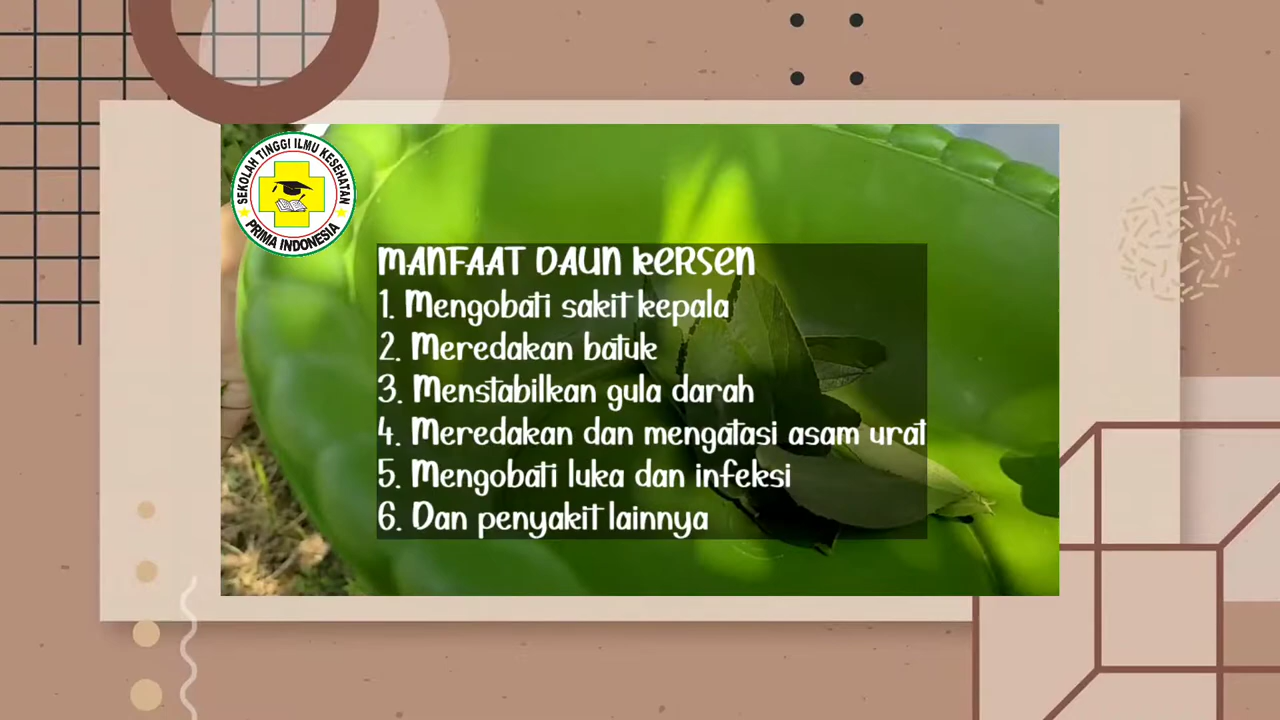 SEKOLAH TINGGI ILMU KESEHATAN
PRIMA INDONESIA
MANFAAT DAUN KERSEN
1. Mengobati sakit kepala
2. Meredakan batuk
3. Menstabilkan gula darah
4. Meredakan dan mengatasi asam urat
5. Mengobati luka dan infeksi
6. Dan penyakit lainnya